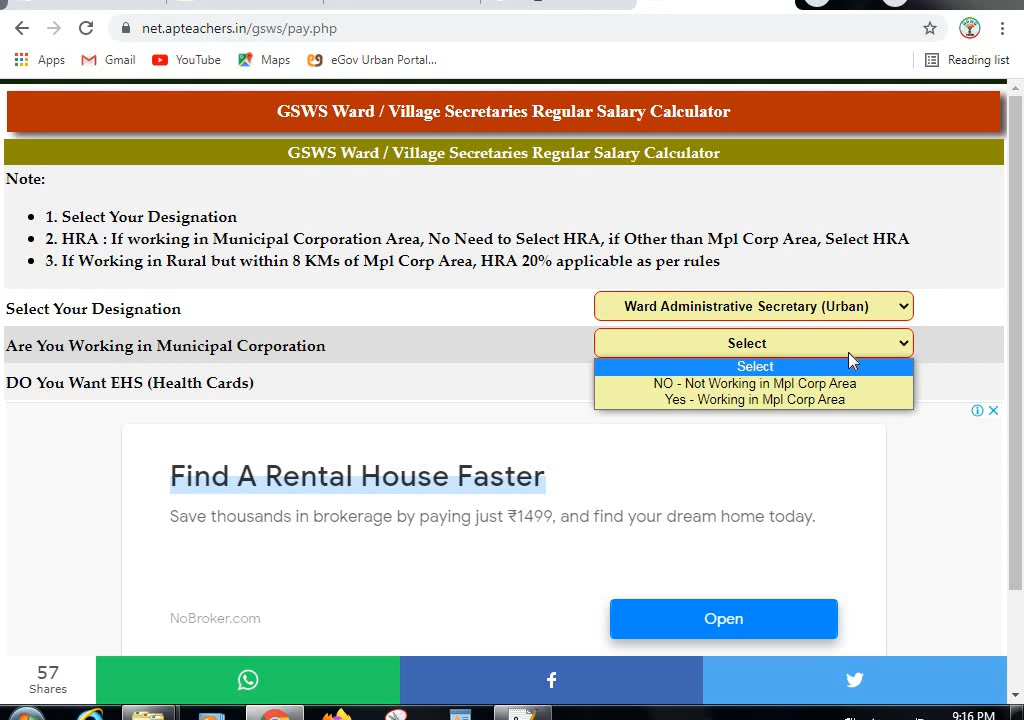 net.apteachers.in/gsws/pay.php
Apps Gmail YouTube Maps eGov Urban Portal... Reading list
GSWS Ward / Village Secretaries Regular Salary Calculator
GSWS Ward / Village Secretaries Regular Salary Calculator
Note:
1. Select Your Designation
2. HRA : If working in Municipal Corporation Area, No Need to Select HRA, if Other than Mpl Corp Area, Select HRA
3. If Working in Rural but within 8 KMs of Mpl Corp Area, HRA 20% applicable as per rules
Select Your Designation Ward Administrative Secretary (Urban)
Are You Working in Municipal Corporation Select
Select
DO You Want EHS (Health Cards) NO - Not Working in Mpl Corp Area
Yes - Working in Mpl Corp Area
Find A Rental House Faster
Save thousands in brokerage by paying just ₹1499, and find your dream home today.
NoBroker.com Open
57
Shares
9:16 PM